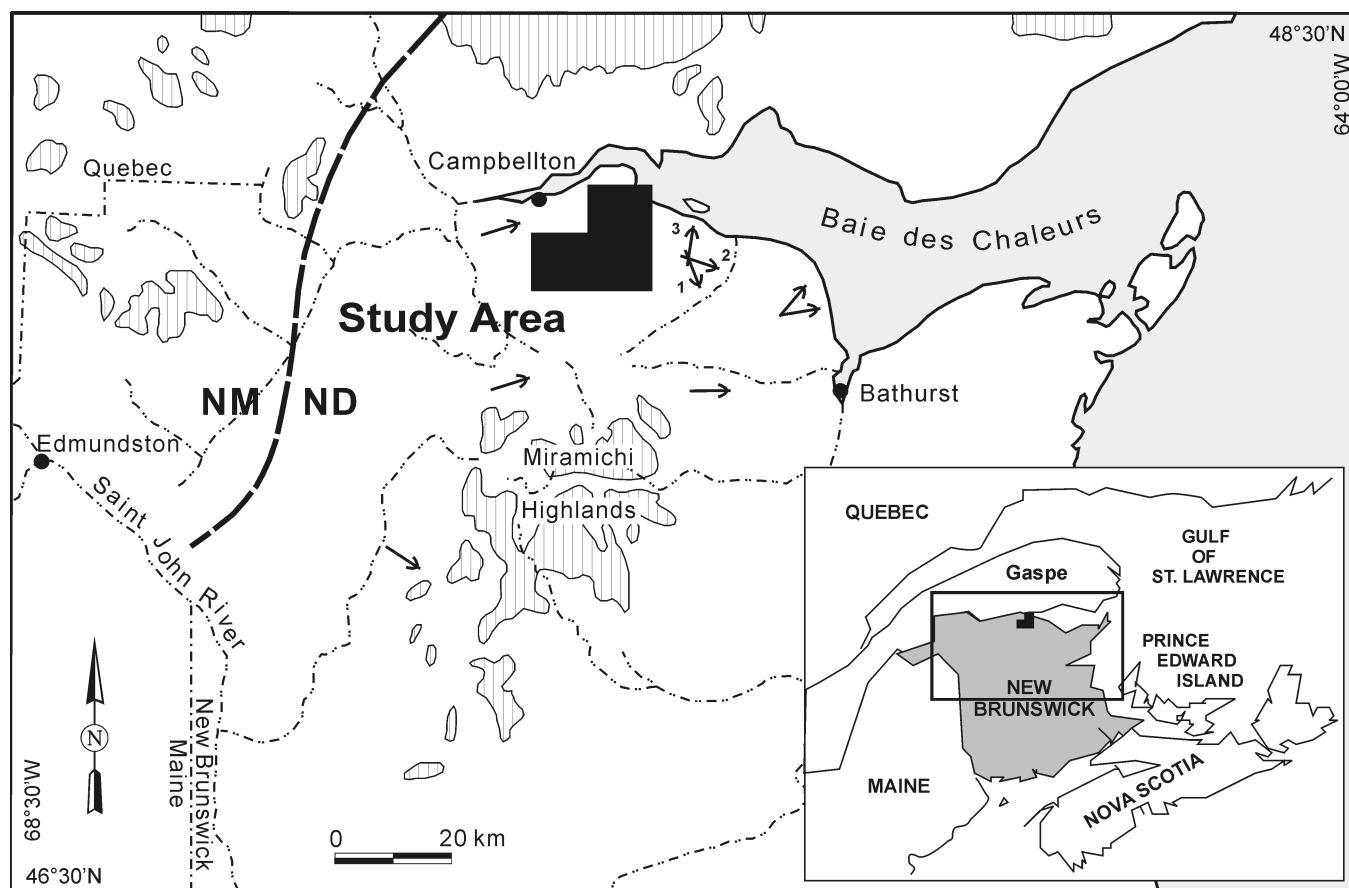 48°30'N
64°00'W
Quebec
Campbellton
Baie des Chaleurs
3
2
1
Study Area
NM
ND
Bathurst
Edmundston
Miramichi
Highlands
Saint John River
New Brunswick
Maine
N
69°30'W
46°30'N
0
20 km
QUEBEC
GULF
OF
ST. LAWRENCE
Gaspe
PRINCE
EDWARD
ISLAND
NEW
BRUNSWICK
MAINE
NOVA SCOTIA